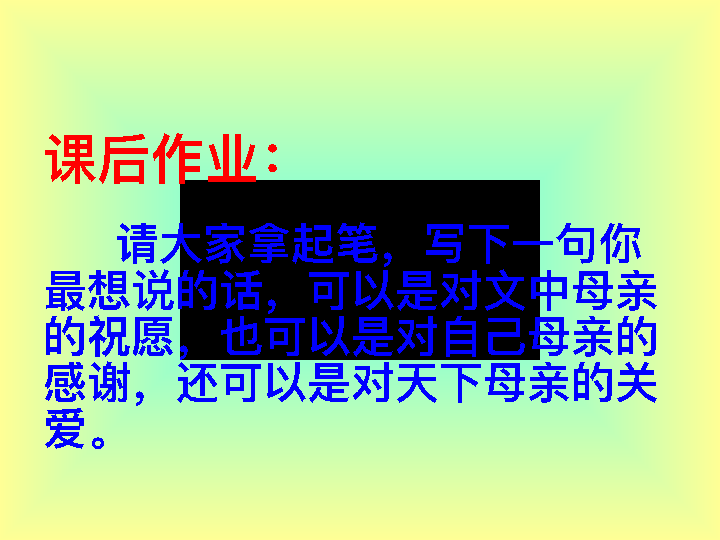 课后作业：
请大家拿起笔，写下一句你
最想说的话，可以是对文中母亲
的祝愿，也可以是对自己母亲的
感谢，还可以是对天下母亲的关
爱。